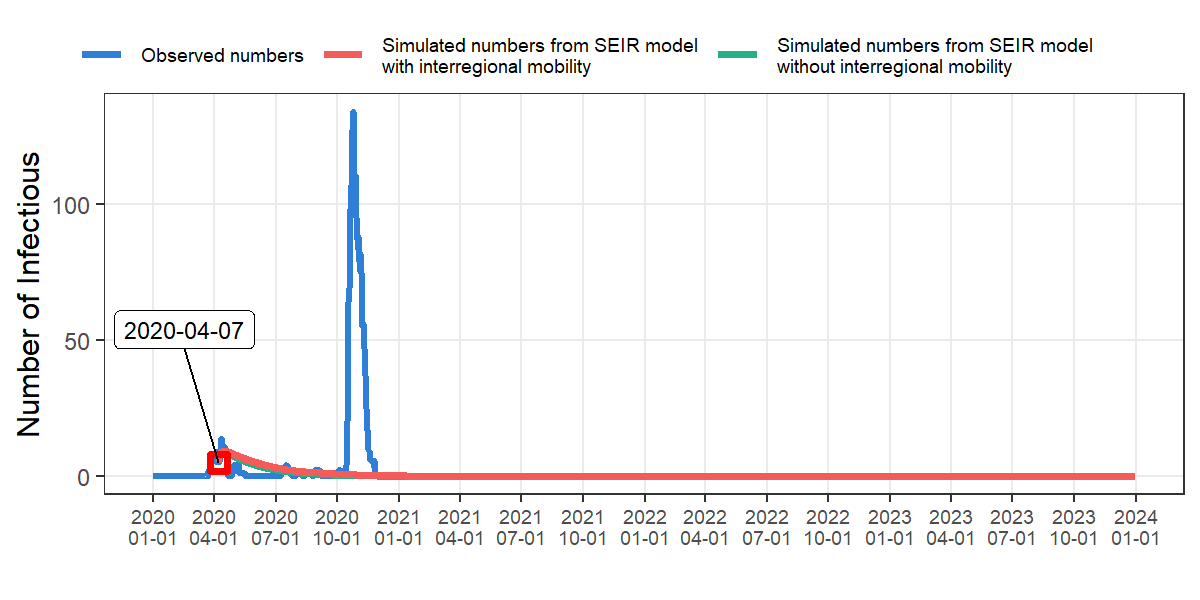 Observed numbers
Simulated numbers from SEIR model
with interregional mobility
Simulated numbers from SEIR model
without interregional mobility
Number of Infectious
100
50
0
2020-04-07
2020 2020 2020 2020 2021 2021 2021 2021 2022 2022 2022 2022 2023 2023 2023 2023 2024
01-01 04-01 07-01 10-01 01-01 04-01 07-01 10-01 01-01 04-01 07-01 10-01 01-01 04-01 07-01 10-01 01-01